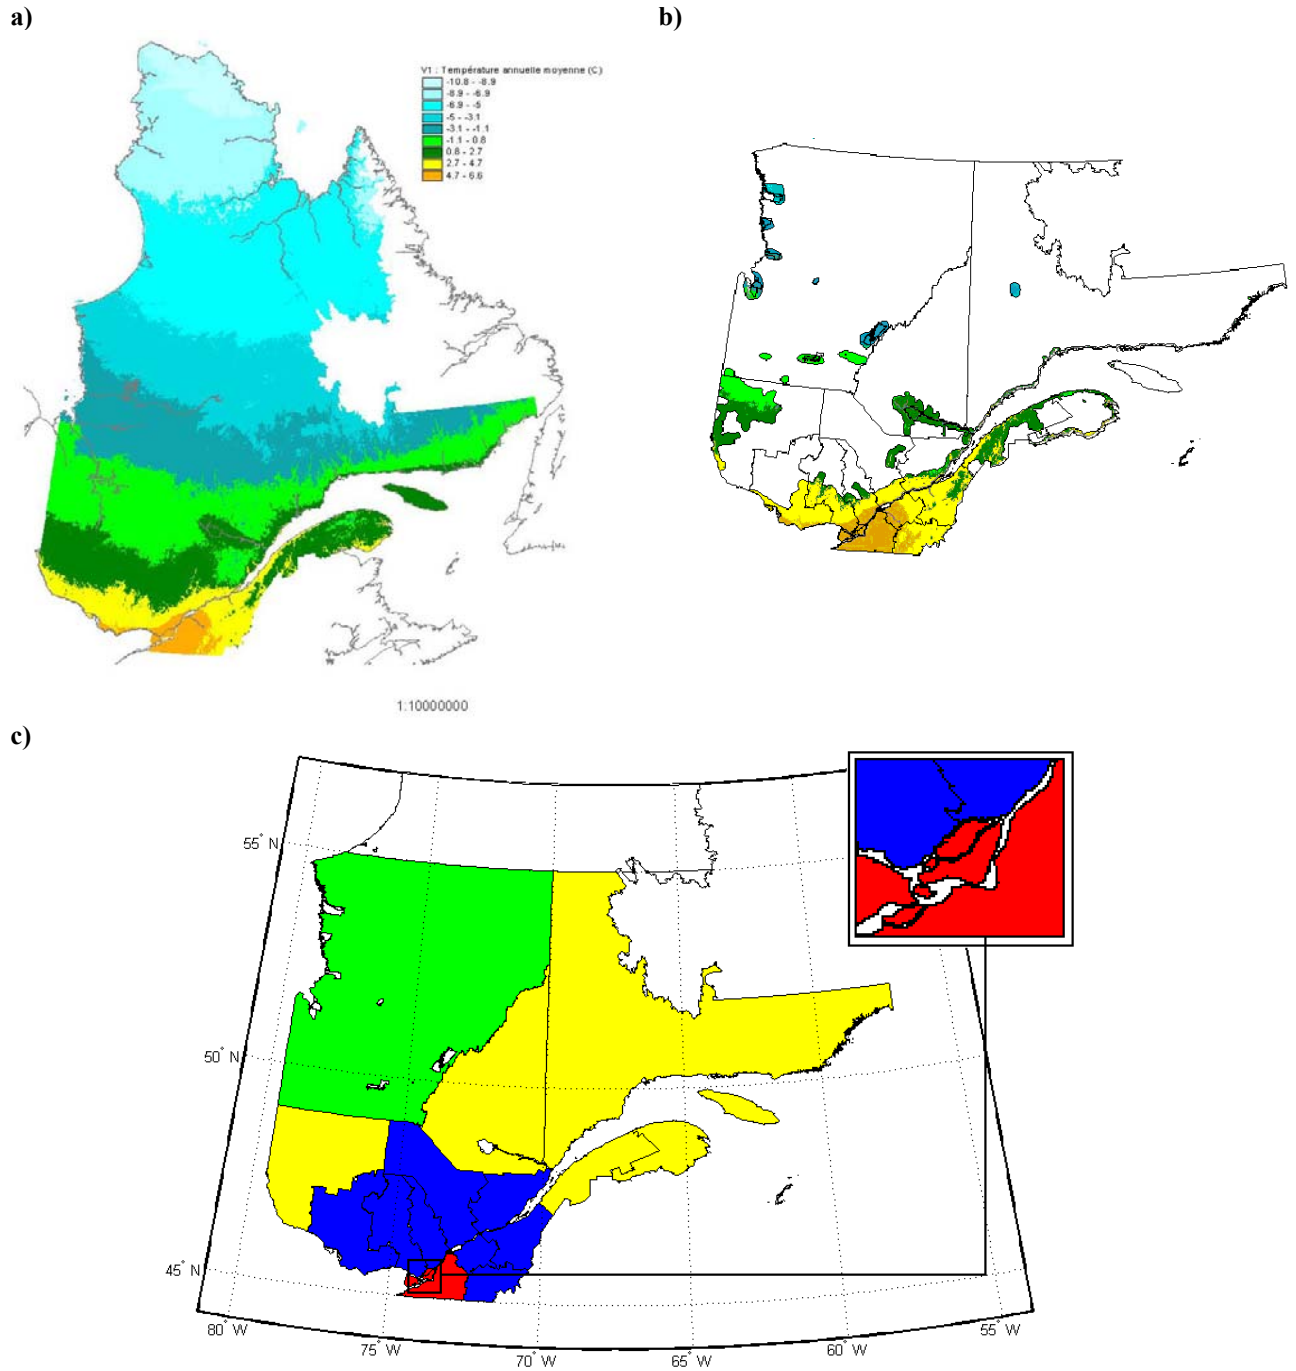 a)
b)
V1 : Température annuelle moyenne (C)
-10.8 - -8.9
-8.9 - -6.9
-6.9 - -5
-5 - -3.1
-3.1 - -1.1
-1.1 - 0.8
0.8 - 2.7
2.7 - 4.7
4.7 - 6.6
1:10000000
c)
55° N
50° N
45° N
80° W
75° W
70° W
65° W
60° W
55° W